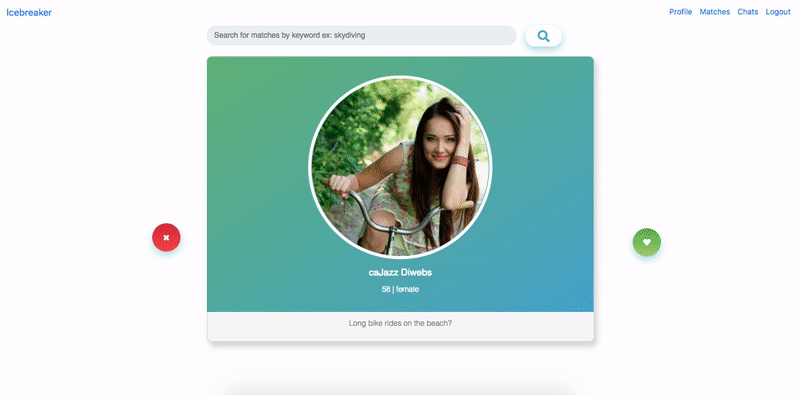 Icebreaker
Profile Matches Chats Logout
Search for matches by keyword ex: skydiving
caJazz Diwebs
58 | female
Long bike rides on the beach?